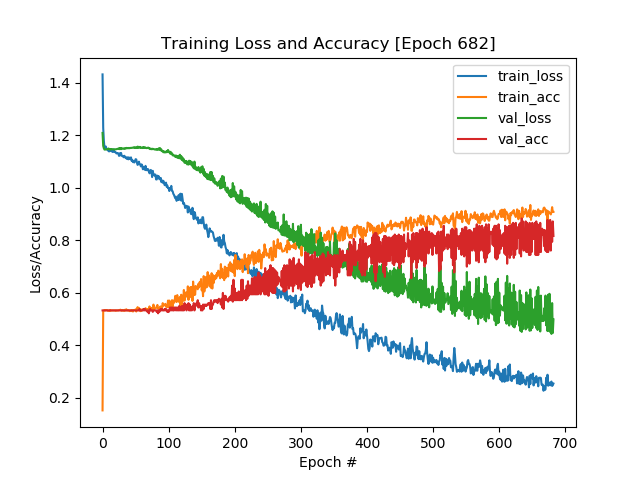 Training Loss and Accuracy [Epoch 682]
train_loss
train_acc
val_loss
val_acc
Loss/Accuracy
1.4
1.2
1.0
0.8
0.6
0.4
0.2
0 100 200 300 400 500 600 700
Epoch #